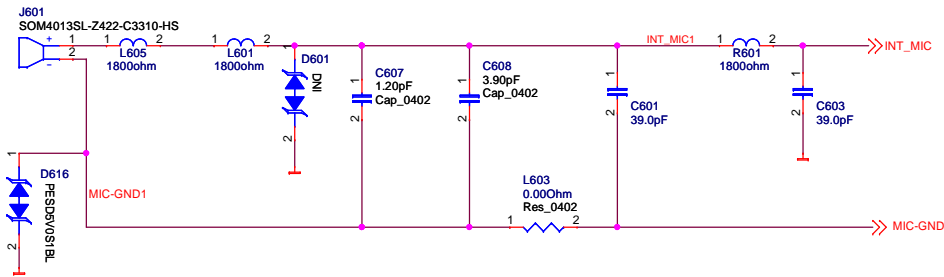 J601
SOM4013SL-Z422-C3310-HS
+
1
2
2
-
L605
1800ohm
1
2
L601
1800ohm
1
D601
DNI
2
1
C607
1.20pF
Cap_0402
2
1
C608
3.90pF
Cap_0402
2
INT_MIC1
1
C601
39.0pF
2
1
2
R601
1800ohm
1
C603
39.0pF
2
INT_MIC
1
D616
PESD5V0S1BL
2
MIC-GND1
L603
0.00Ohm
Res_0402
1
2
MIC-GND